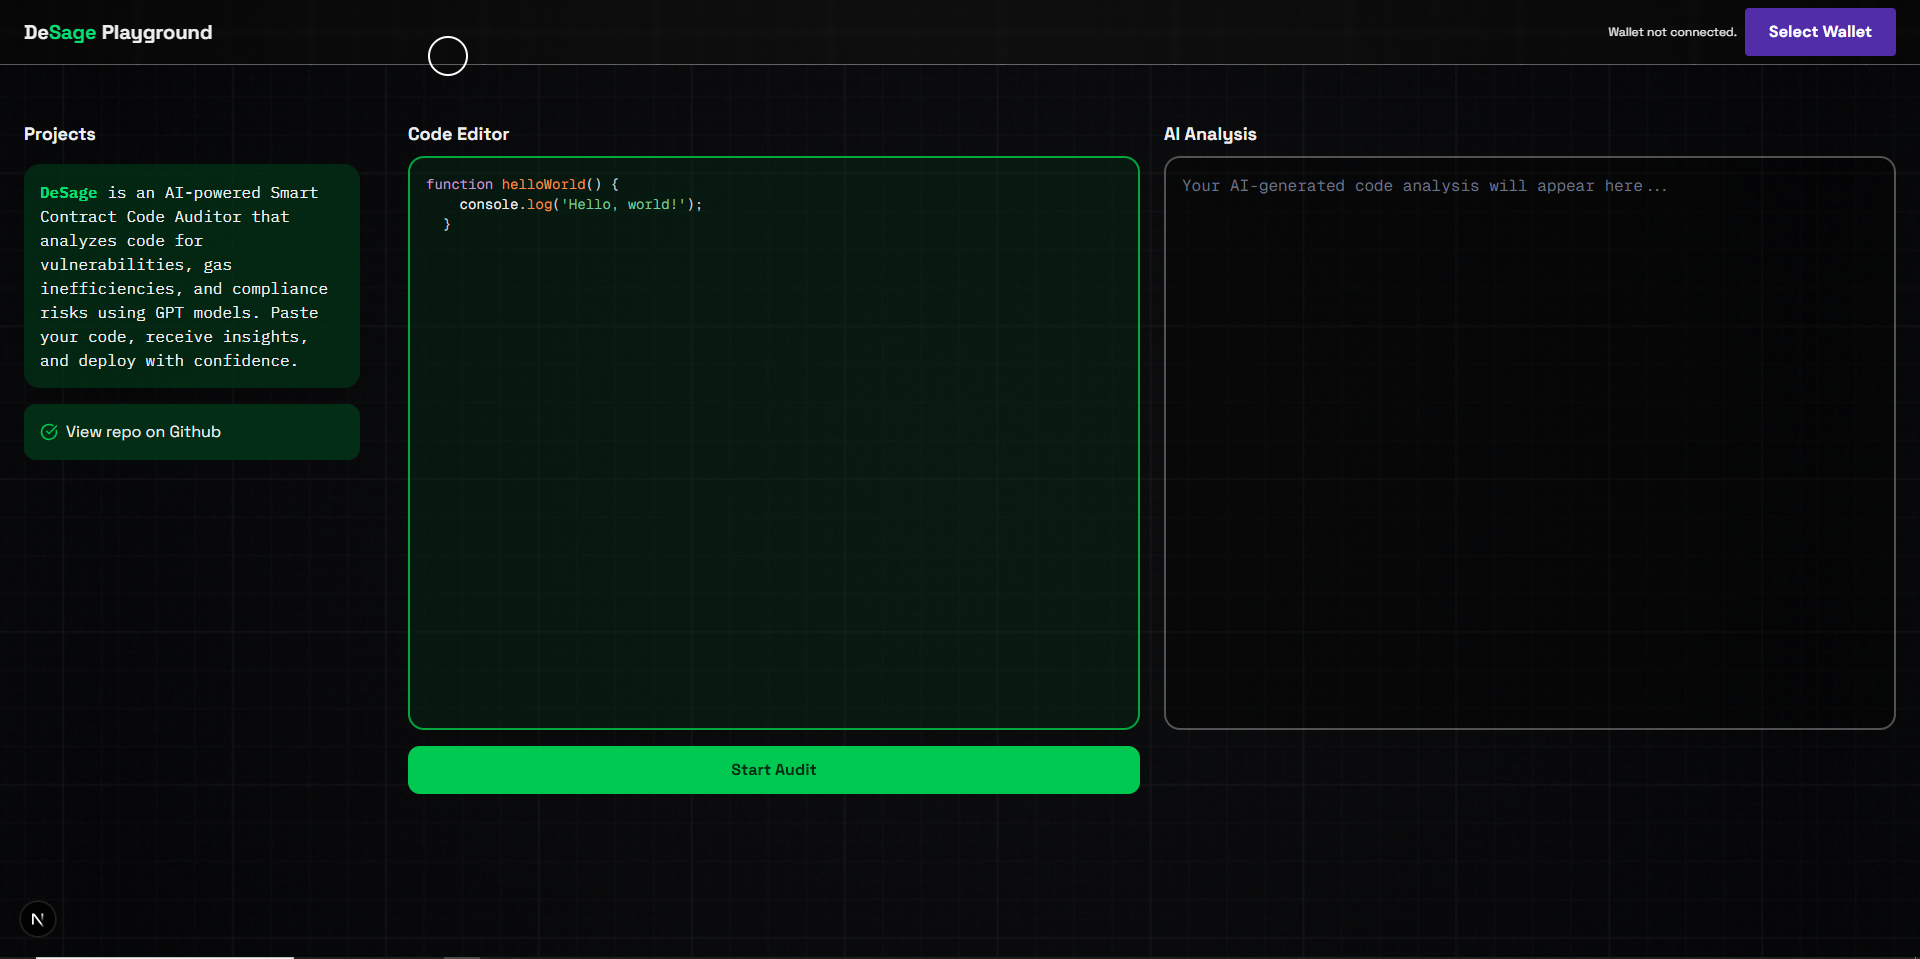 DeSage Playground
Wallet not connected.
Select Wallet
Projects
DeSage is an AI-powered Smart
Contract Code Auditor that
analyzes code for
vulnerabilities, gas
inefficiencies, and compliance
risks using GPT models. Paste
your code, receive insights,
and deploy with confidence.
View repo on Github
Code Editor
function helloWorld() {
    console.log('Hello, world!');
  }
Start Audit
AI Analysis
Your AI-generated code analysis will appear here...
N